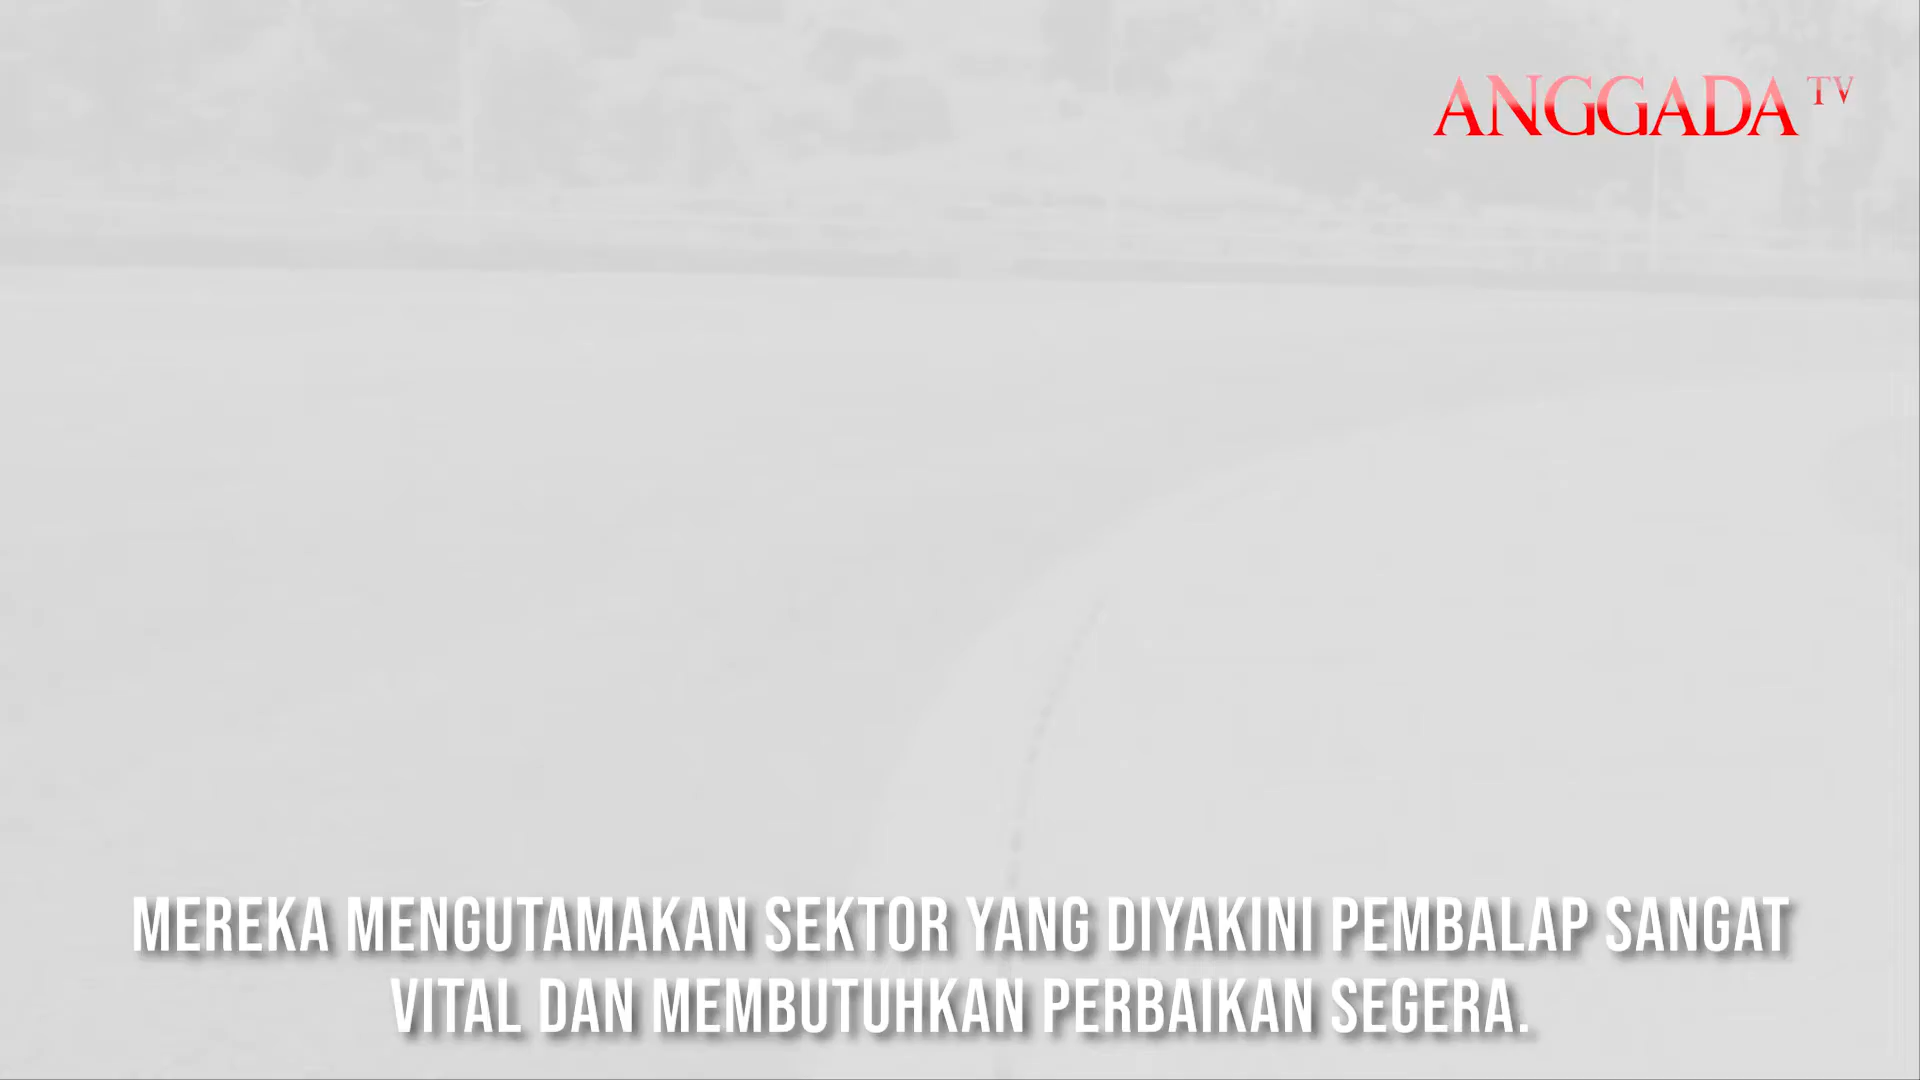 ANGGADA TV
MEREKA MENGUTAMAKAN SEKTOR YANG DIYAKINI PEMBALAP SANGAT
VITAL DAN MEMBUTUHKAN PERBAIKAN SEGERA.